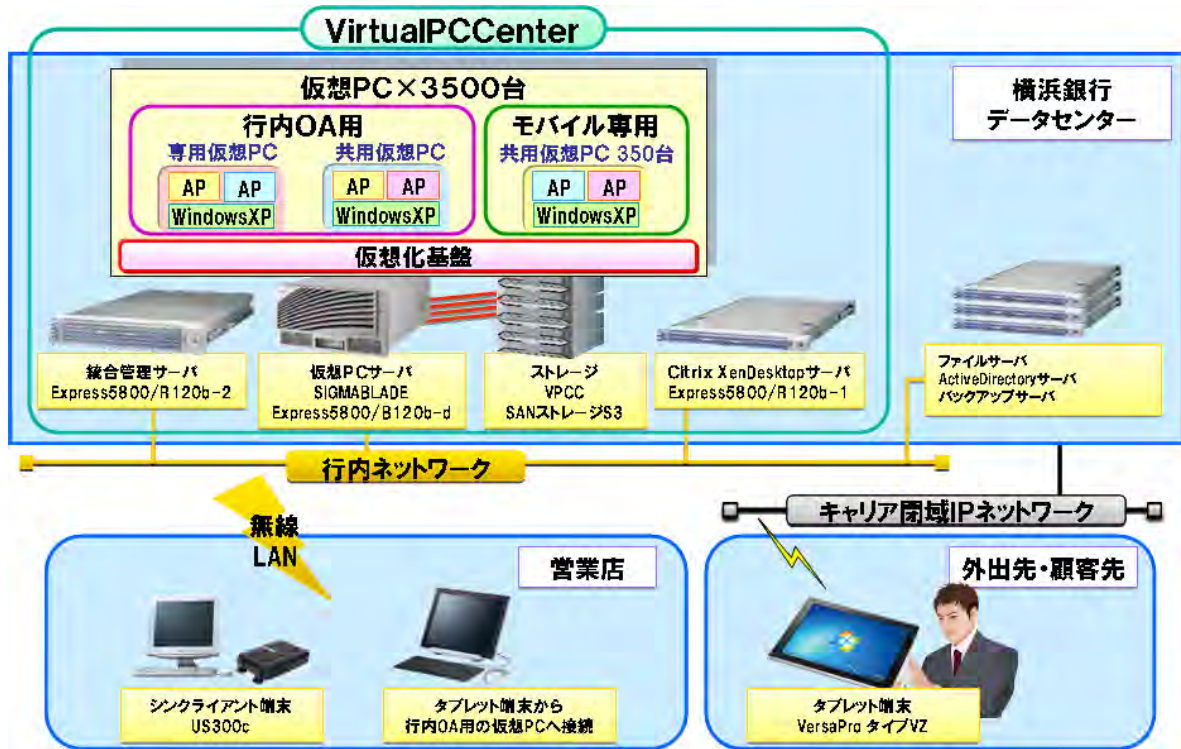 VirtualPCCenter
仮想PC×3500台
横浜銀行
データセンター
行内OA用
モバイル専用
専用仮想PC
共用仮想PC
共用仮想PC 350台
AP AP
AP AP
AP AP
WindowsXP
WindowsXP
WindowsXP
仮想化基盤
統合管理サーバ
Express5800/R120b-2
仮想PCサーバ
SIGMABLADE
Express5800/B120b-d
ストレージ
VPCC
SANストレージS3
Citrix XenDesktopサーバ
Express5800/R120b-1
ファイルサーバ
ActiveDirectoryサーバ
バックアップサーバ
行内ネットワーク
キャリア閉域IPネットワーク
無線
LAN
営業店
外出先・顧客先
シンクライアント端末
US300c
タブレット端末から
行内OA用の仮想PCへ接続
タブレット端末
VersaPro タイプVZ